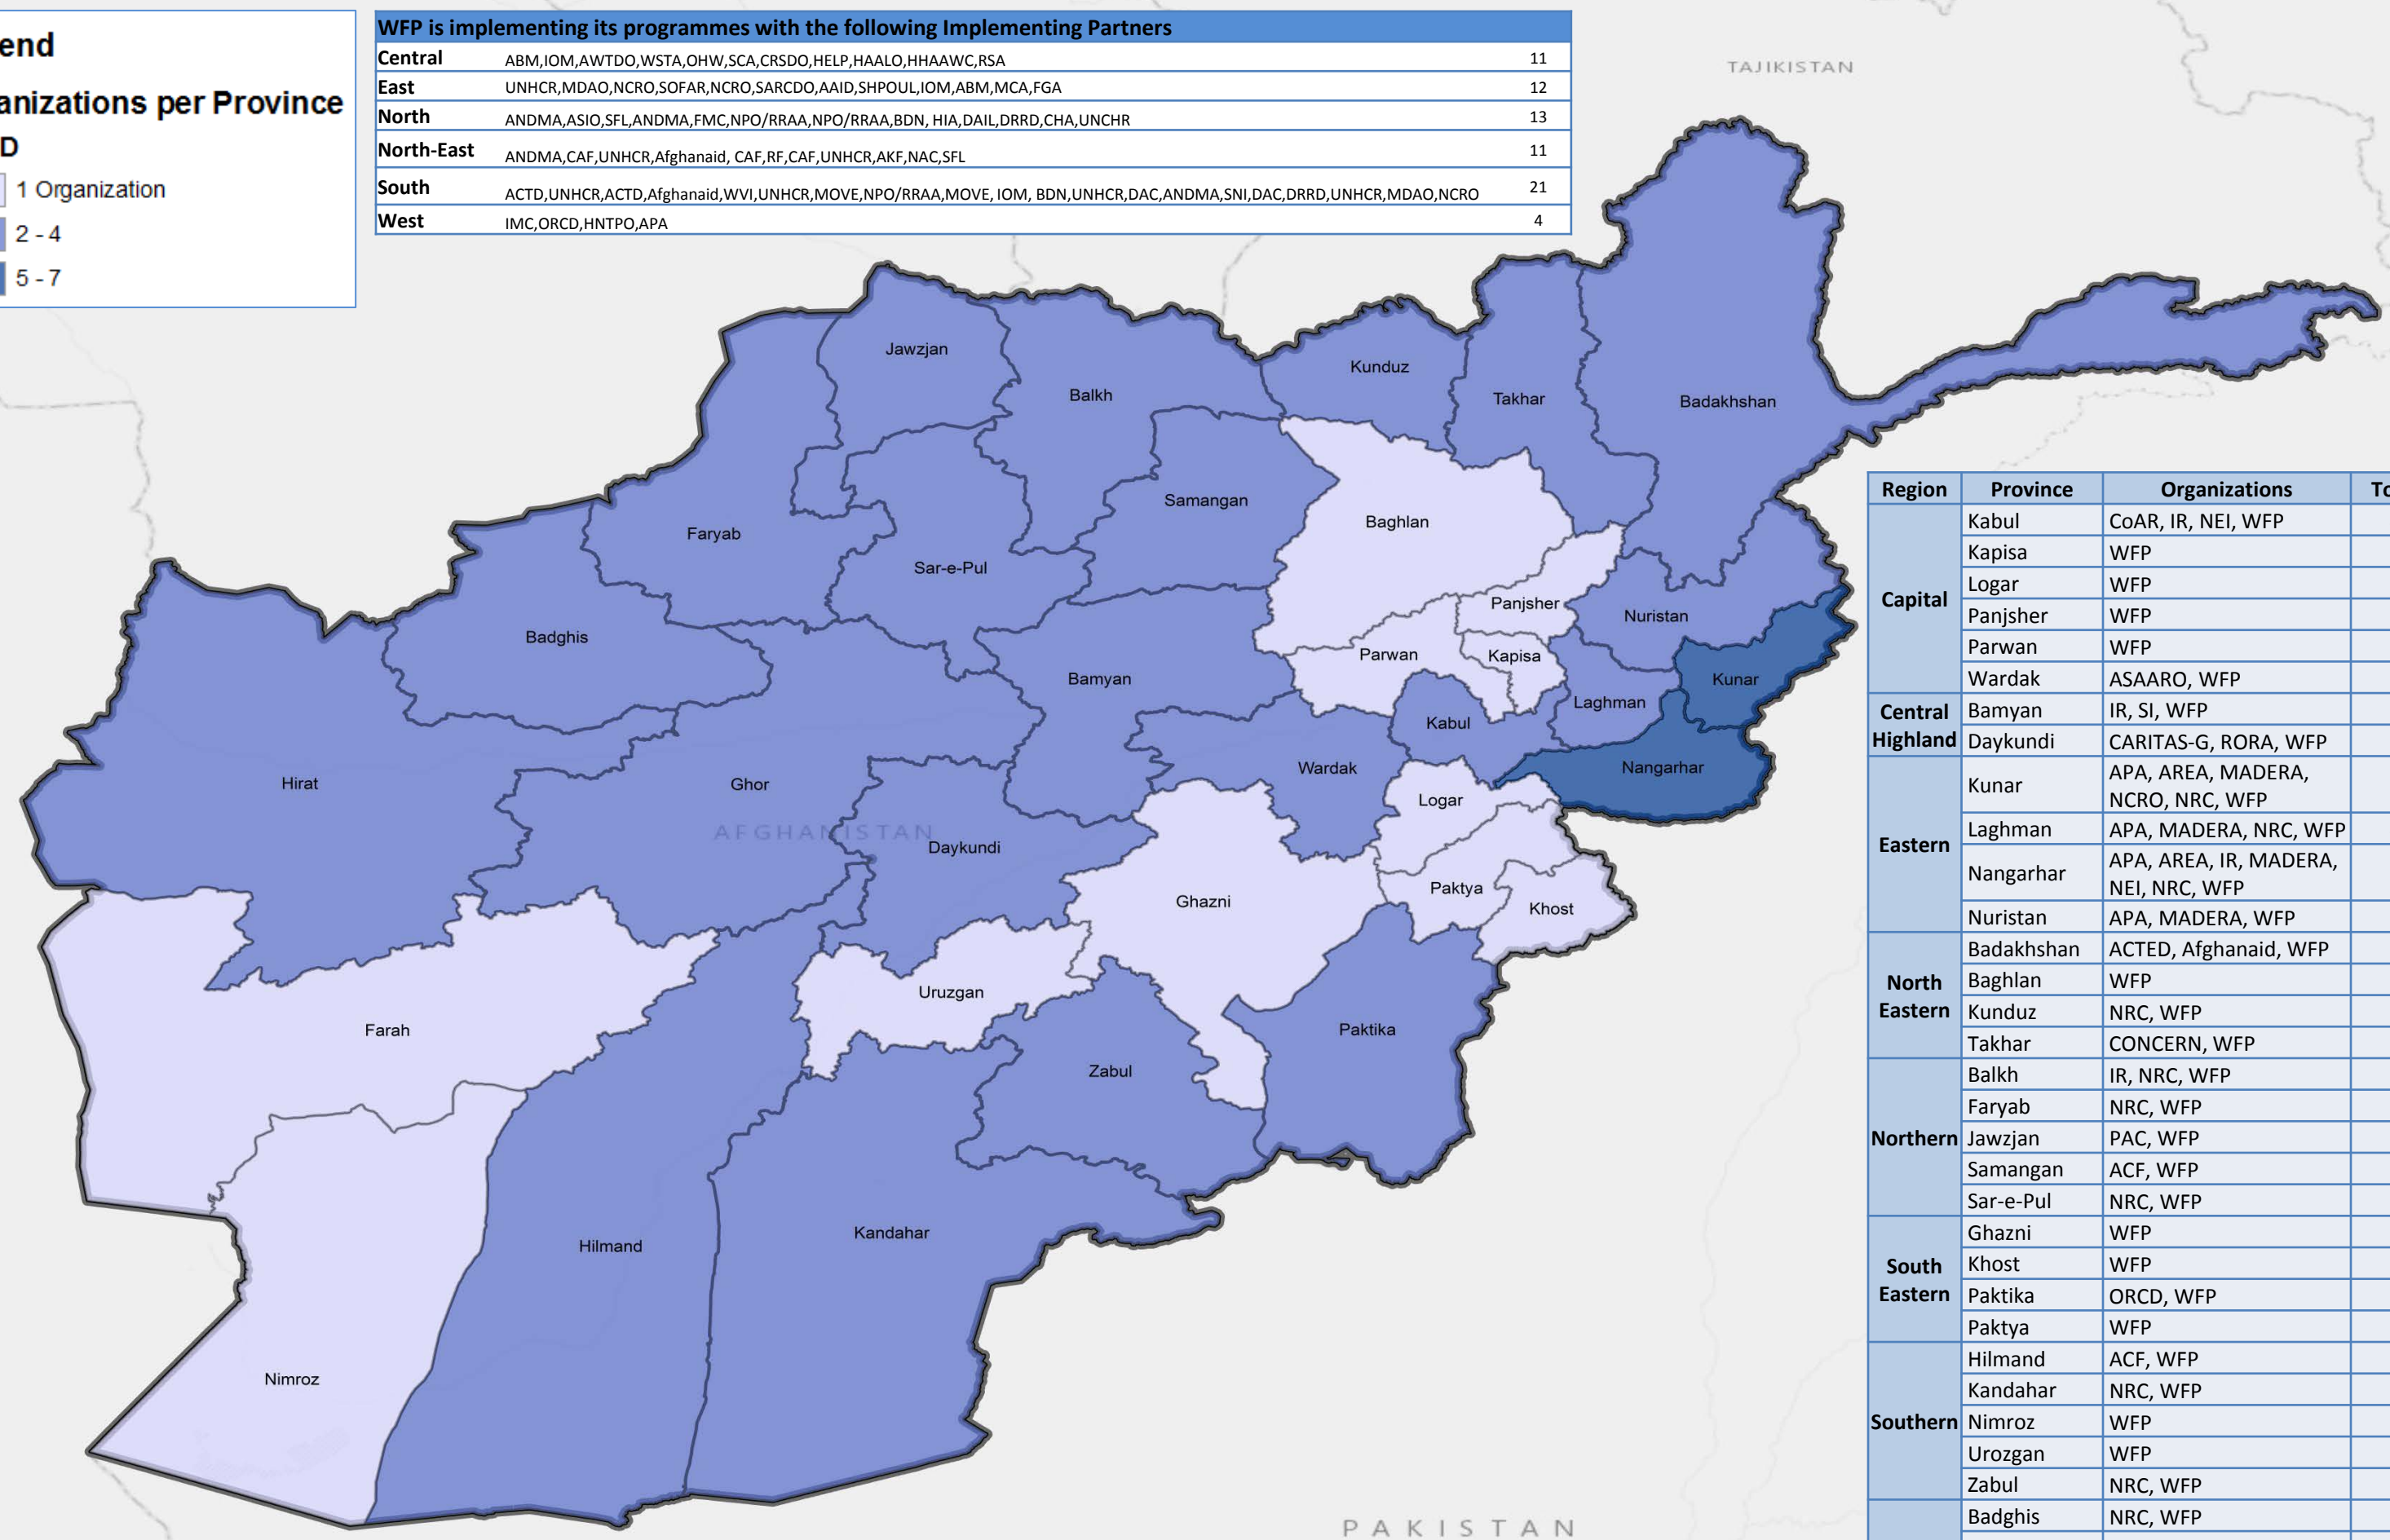 end
anizations per Province
D
1 Organization
2 - 4
5 - 7
WFP is implementing its programmes with the following Implementing Partners
Central ABM,IOM,AWTDO,WSTA,OHW,SCA,CRSDO,HELP,HAALO,HHAAWC,RSA 11
East UNHCR,MDAO,NCRO,SOFAR,NCRO,SARCDO,AAID,SHPOUL,IOM,ABM,MCA,FGA 12
North ANDMA,ASIO,SFL,ANDMA,FMC,NPO/RRAA,NPO/RRAA,BDN, HIA,DAIL,DRRD,CHA,UNCHR 13
North-East ANDMA,CAF,UNHCR,Afghanaid, CAF,RF,CAF,UNHCR,AKF,NAC,SFL 11
South ACTD,UNHCR,ACTD,Afghanaid,WVI,UNHCR,MOVE,NPO/RRAA,MOVE, IOM, BDN,UNHCR,DAC,ANDMA,SNI,DAC,DRRD,UNHCR,MDAO,NCRO 21
West IMC,ORCD,HNTPO,APA 4
TAJIKISTAN
Jawzjan
Balkh
Kunduz
Takhar
Badakhshan
Samangan
Baghlan
Faryab
Sar-e-Pul
Panjsher
Nuristan
Badghis
Parwan
Kapisa
Bamyan
Kunar
Laghman
Kabul
Hirat
Ghor
Wardak
Nangarhar
Logar
AFGHANISTAN
Daykundi
Paktya
Ghazni
Khost
Uruzgan
Farah
Paktika
Zabul
Kandahar
Hilmand
Nimroz
PAKISTAN
Region Province Organizations To
Capital
Kabul CoAR, IR, NEI, WFP
Kapisa WFP
Logar WFP
Panjsher WFP
Parwan WFP
Wardak ASAARO, WFP
Central
Highland
Bamyan IR, SI, WFP
Daykundi CARITAS-G, RORA, WFP
Eastern
Kunar APA, AREA, MADERA,
NCRO, NRC, WFP
Laghman APA, MADERA, NRC, WFP
Nangarhar APA, AREA, IR, MADERA,
NEI, NRC, WFP
Nuristan APA, MADERA, WFP
North
Eastern
Badakhshan ACTED, Afghanaid, WFP
Baghlan WFP
Kunduz NRC, WFP
Takhar CONCERN, WFP
Northern
Balkh IR, NRC, WFP
Faryab NRC, WFP
Jawzjan PAC, WFP
Samangan ACF, WFP
Sar-e-Pul NRC, WFP
South
Eastern
Ghazni WFP
Khost WFP
Paktika ORCD, WFP
Paktya WFP
Southern
Hilmand ACF, WFP
Kandahar NRC, WFP
Nimroz WFP
Urozgan WFP
Zabul NRC, WFP
Badghis NRC, WFP